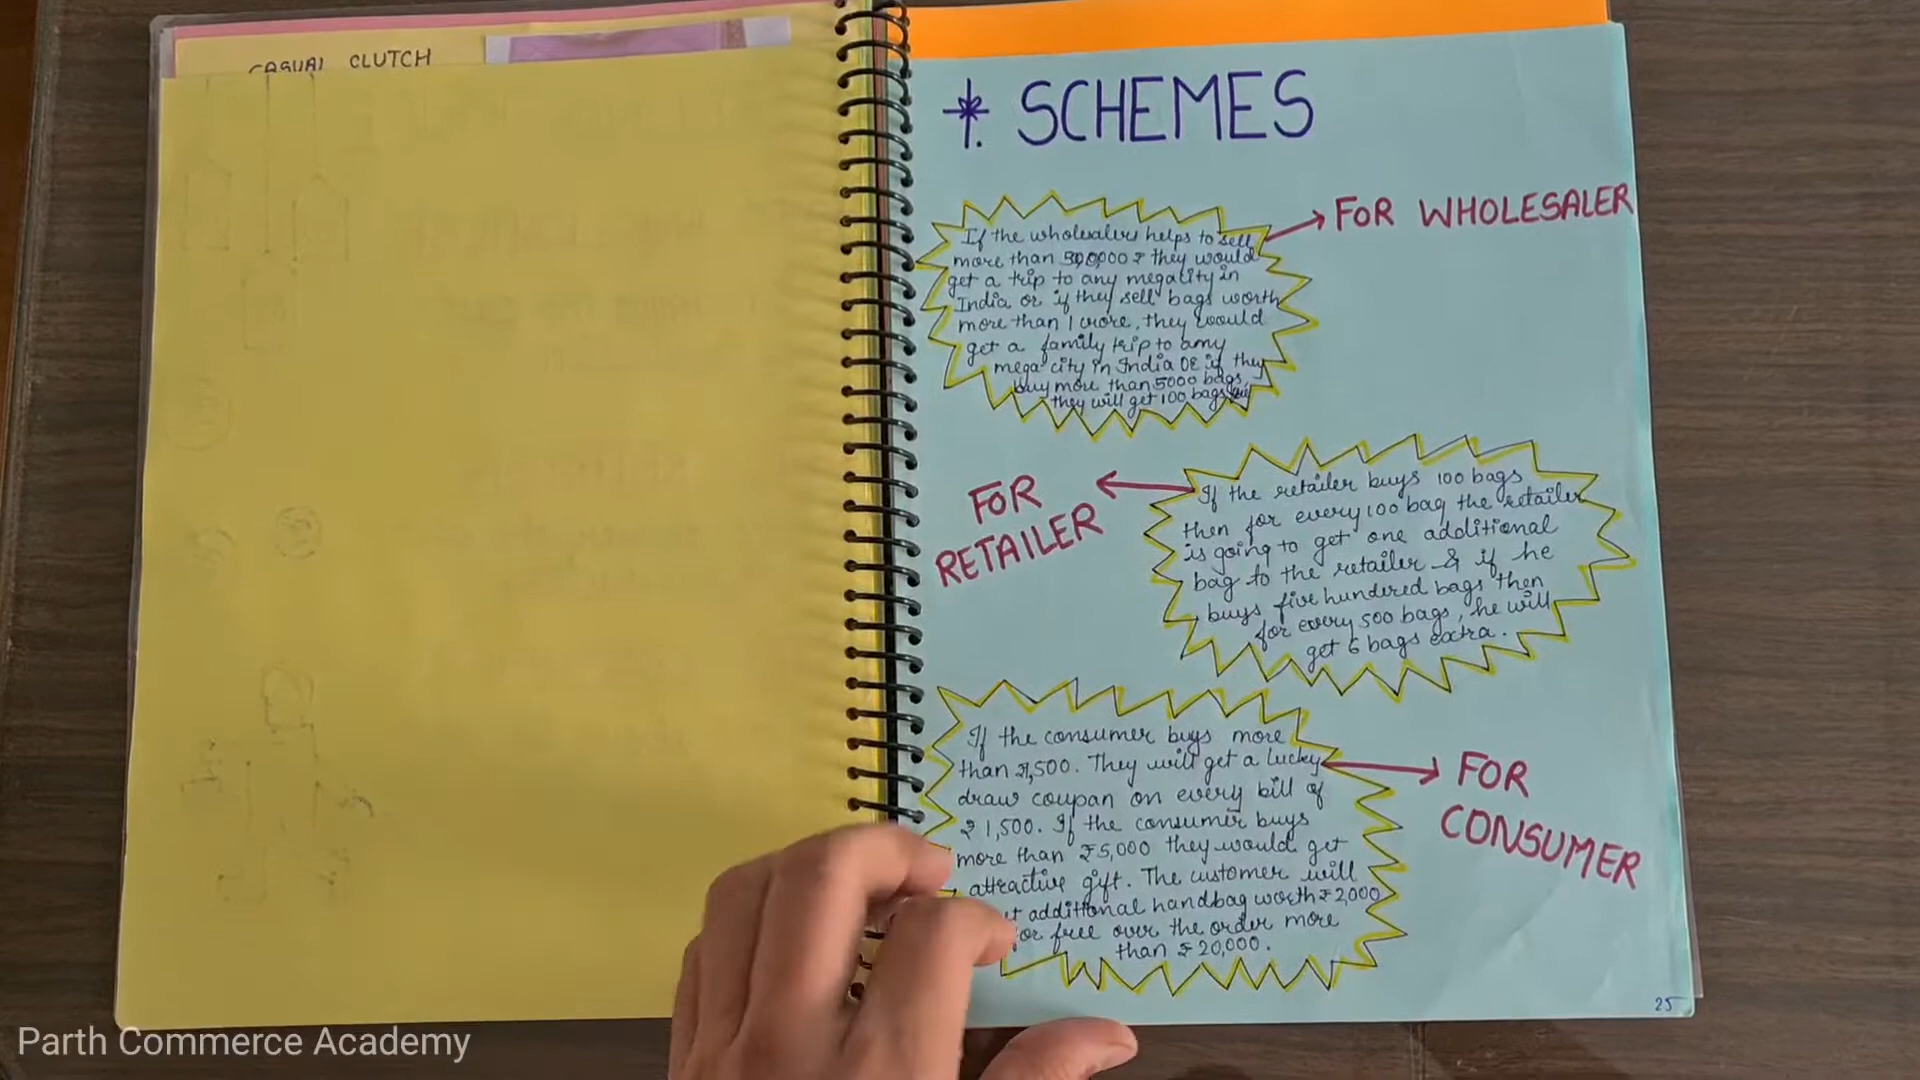 CASUAL CLUTCH
SCHEMES
FOR WHOLESALER
If the wholesalers helps to sell
more than ₹ they would
get a trip to any megacity in
India or if they sell bags worth
more than 1 crore, they would
get a family trip to any
mega city in India OR if they
buy more than 5000 bags,
they will get 100 bags
FOR
RETAILER
If the retailer buys 100 bags
then for every 100 bag the retailer
is going to get one additional
bag to the retailer & if he
buys five hundered bags then
for every 500 bags, he will
get 6 bags extra.
If the consumer buys more
than ₹1,500. They will get a lucky
draw coupan on every bill of
₹1,500. If the consumer buys
more than ₹5,000 they would get
attractive gift. The customer will
additional handbag worth ₹2,000
for free over the order more
than ₹20,000.
FOR
CONSUMER
25
Parth Commerce Academy